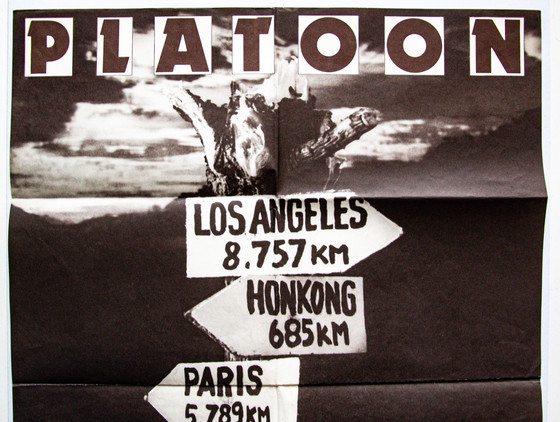 PLATOON
LOS ANGELES
8.757 KM
HONKONG
685 KM
PARIS
5.789 KM